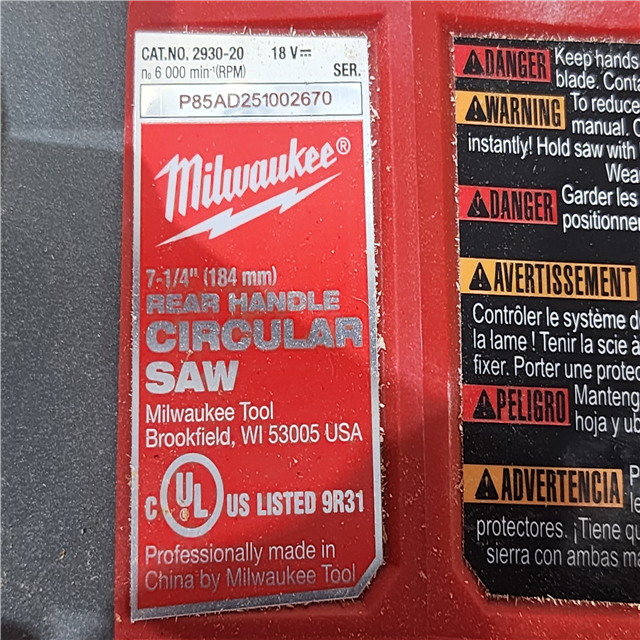 CAT.NO. 2930-20 18 V⎓
n₀ 6 000 min⁻¹(RPM) SER.
P85AD251002670
Milwaukee®
7-1/4" (184 mm)
REAR HANDLE
CIRCULAR
SAW
Milwaukee Tool
Brookfield, WI 53005 USA
C UL US LISTED 9R31
Professionally made in
China by Milwaukee Tool
DANGER Keep hands
blade. Conta
WARNING To reduce
manual. C
instantly! Hold saw with
Wea
DANGER Garder les
positionner
AVERTISSEMENT
Contrôler le système d
la lame ! Tenir la scie à
fixer. Porter une protec
PELIGRO Manteng
hoja y ub
ADVERTENCIA P
le
protectores. ¡Tiene qu
sierra con ambas ma